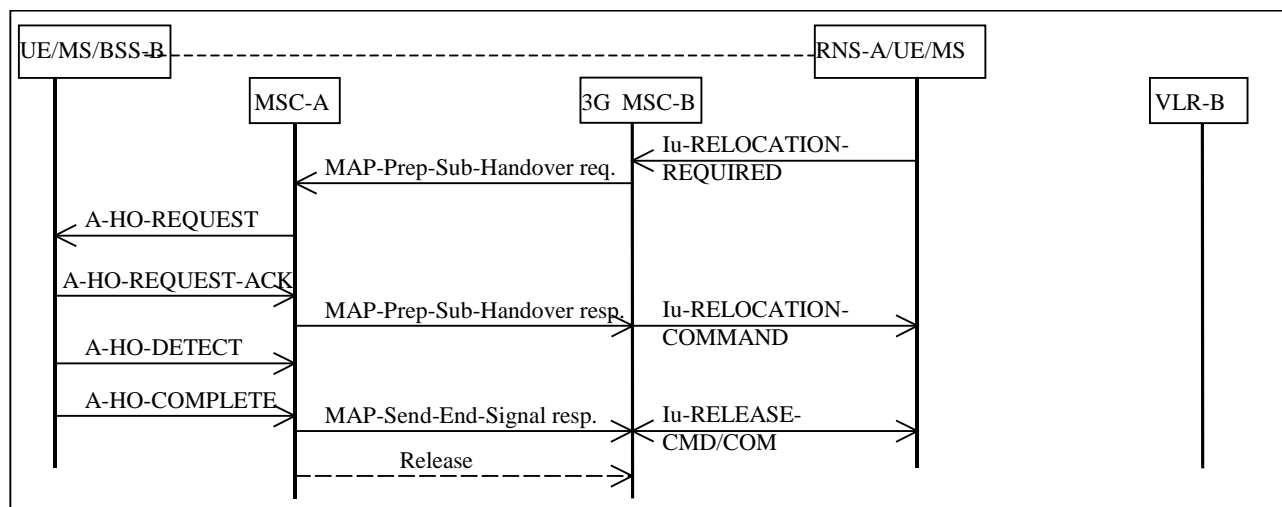 UE/MS/BSS-B
RNS-A/UE/MS
MSC-A
3G MSC-B
VLR-B
Iu-RELOCATION-
REQUIRED
MAP-Prep-Sub-Handover req.
A-HO-REQUEST
A-HO-REQUEST-ACK
MAP-Prep-Sub-Handover resp.
Iu-RELOCATION-
COMMAND
A-HO-DETECT
A-HO-COMPLETE
MAP-Send-End-Signal resp.
Iu-RELEASE-
CMD/COM
Release